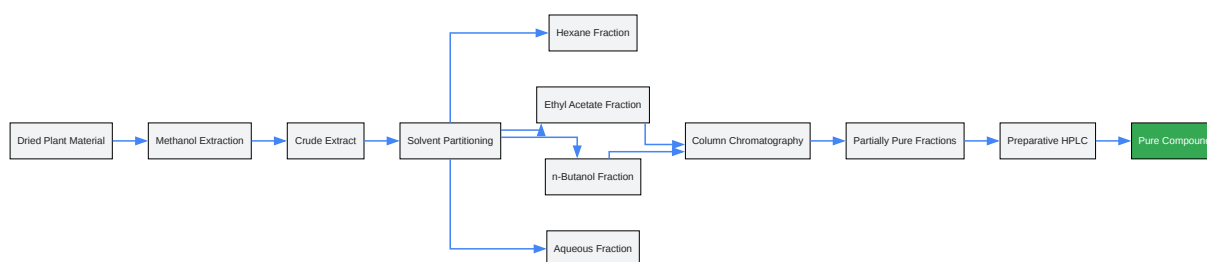 Hexane Fraction
Ethyl Acetate Fraction
Dried Plant Material
Methanol Extraction
Crude Extract
Solvent Partitioning
Column Chromatography
Partially Pure Fractions
Preparative HPLC
Pure Compound
n-Butanol Fraction
Aqueous Fraction